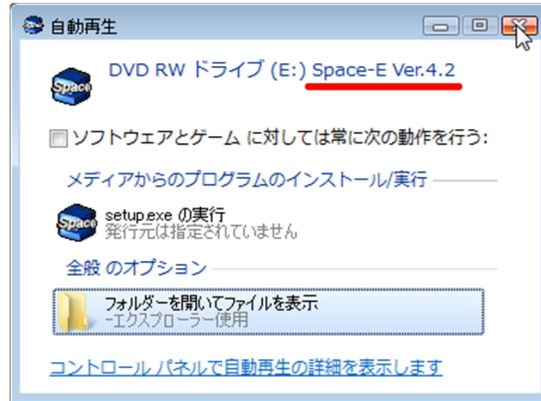 自動再生
DVD RW ドライブ (E:) Space-E Ver.4.2
Space
ソフトウェアとゲーム に対しては常に次の動作を行う:
メディアからのプログラムのインストール/実行
Space
setup.exe の実行
発行元は指定されていません
全般 のオプション
フォルダーを開いてファイルを表示
-エクスプローラー使用
コントロール パネルで自動再生の詳細を表示します